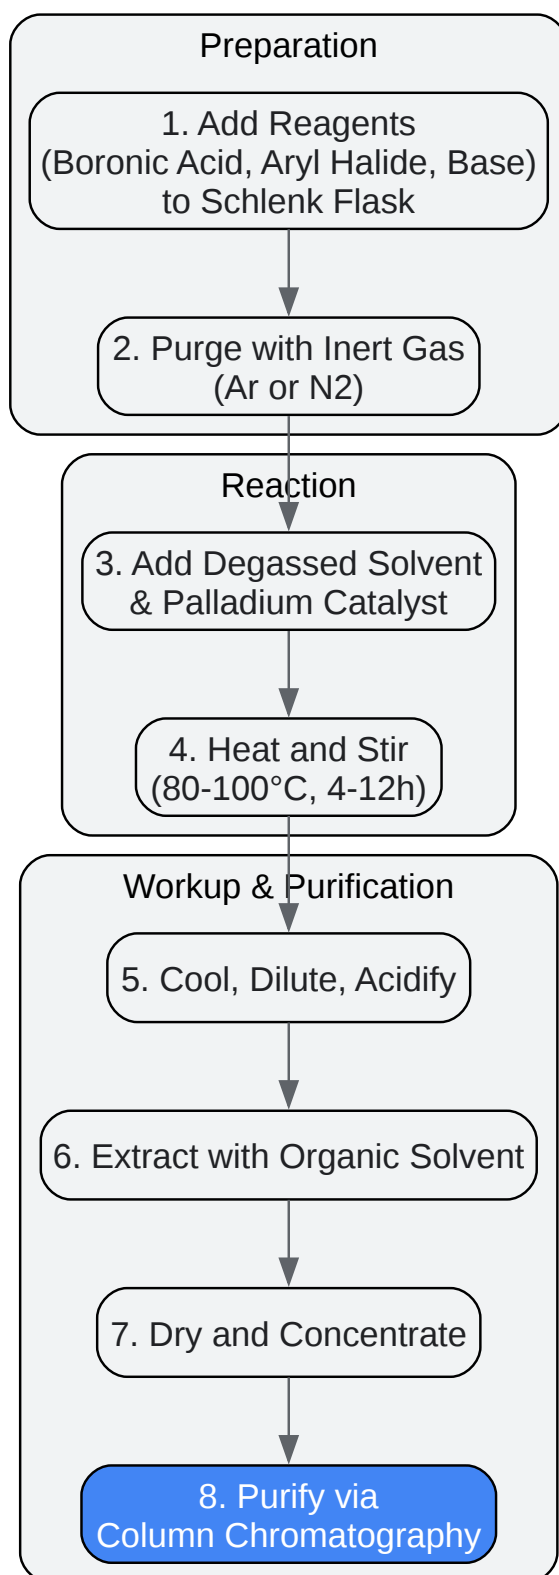 Preparation
1. Add Reagents
(Boronic Acid, Aryl Halide, Base)
to Schlenk Flask
2. Purge with Inert Gas
(Ar or N2)
Reaction
3. Add Degassed Solvent
& Palladium Catalyst
4. Heat and Stir
(80-100°C, 4-12h)
Workup & Purification
5. Cool, Dilute, Acidify
6. Extract with Organic Solvent
7. Dry and Concentrate
8. Purify via
Column Chromatography